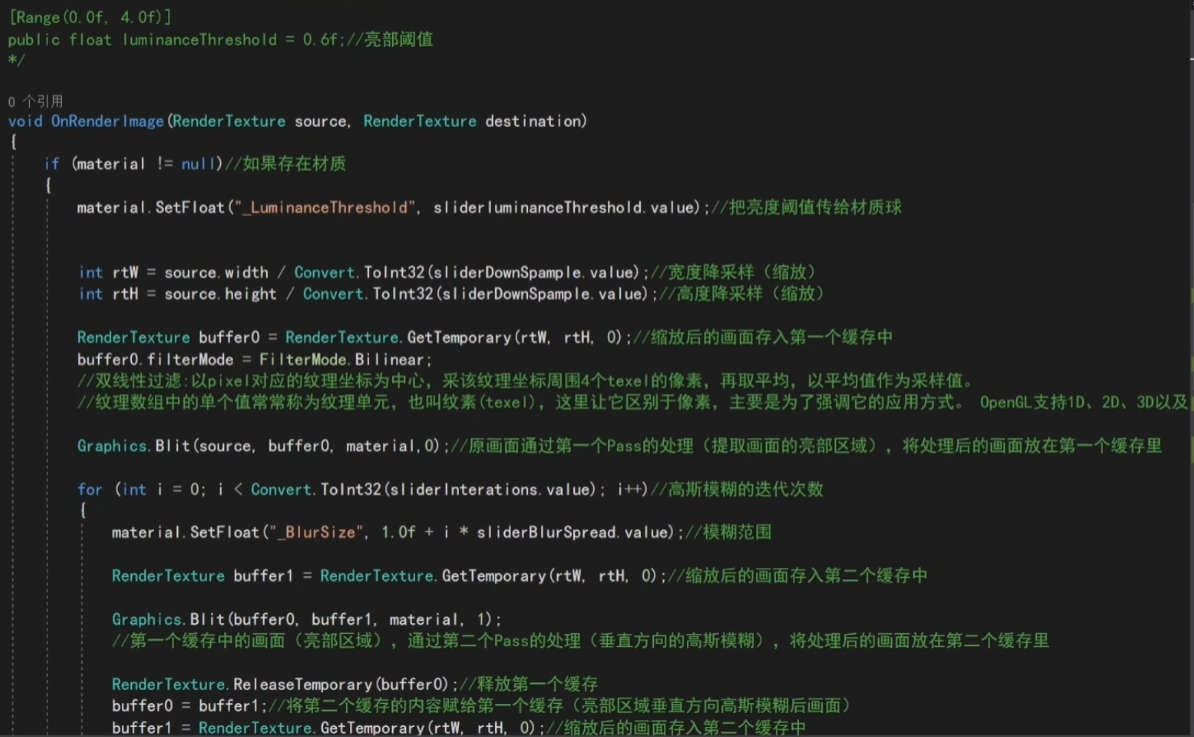 [Range(0.0f, 4.0f)]
public float luminanceThreshold = 0.6f;//亮部阈值
*/
0 个引用
void OnRenderImage(RenderTexture source, RenderTexture destination)
{
if (material != null)//如果存在材质
{
material.SetFloat("_LuminanceThreshold", sliderluminanceThreshold.value);//把亮度阈值传给材质球
int rtW = source.width / Convert.ToInt32(sliderDownSpample.value);//宽度降采样（缩放）
int rtH = source.height / Convert.ToInt32(sliderDownSpample.value);//高度降采样（缩放）
RenderTexture buffer0 = RenderTexture.GetTemporary(rtW, rtH, 0);//缩放后的画面存入第一个缓存中
buffer0.filterMode = FilterMode.Bilinear;
//双线性过滤:以pixel对应的纹理坐标为中心，采该纹理坐标周围4个texel的像素，再取平均，以平均值作为采样值。
//纹理数组中的单个值常常称为纹理单元，也叫纹素(texel)，这里让它区别于像素，主要是为了强调它的应用方式。 OpenGL支持1D、2D、3D以及
Graphics.Blit(source, buffer0, material,0);//原画面通过第一个Pass的处理（提取画面的亮部区域），将处理后的画面放在第一个缓存里
for (int i = 0; i < Convert.ToInt32(sliderInterations.value); i++)//高斯模糊的迭代次数
{
material.SetFloat("_BlurSize", 1.0f + i * sliderBlurSpread.value);//模糊范围
RenderTexture buffer1 = RenderTexture.GetTemporary(rtW, rtH, 0);//缩放后的画面存入第二个缓存中
Graphics.Blit(buffer0, buffer1, material, 1);
//第一个缓存中的画面（亮部区域），通过第二个Pass的处理（垂直方向的高斯模糊），将处理后的画面放在第二个缓存里
RenderTexture.ReleaseTemporary(buffer0);//释放第一个缓存
buffer0 = buffer1;//将第二个缓存的内容赋给第一个缓存（亮部区域垂直方向高斯模糊后画面）
buffer1 = RenderTexture.GetTemporary(rtW, rtH, 0);//缩放后的画面存入第二个缓存中